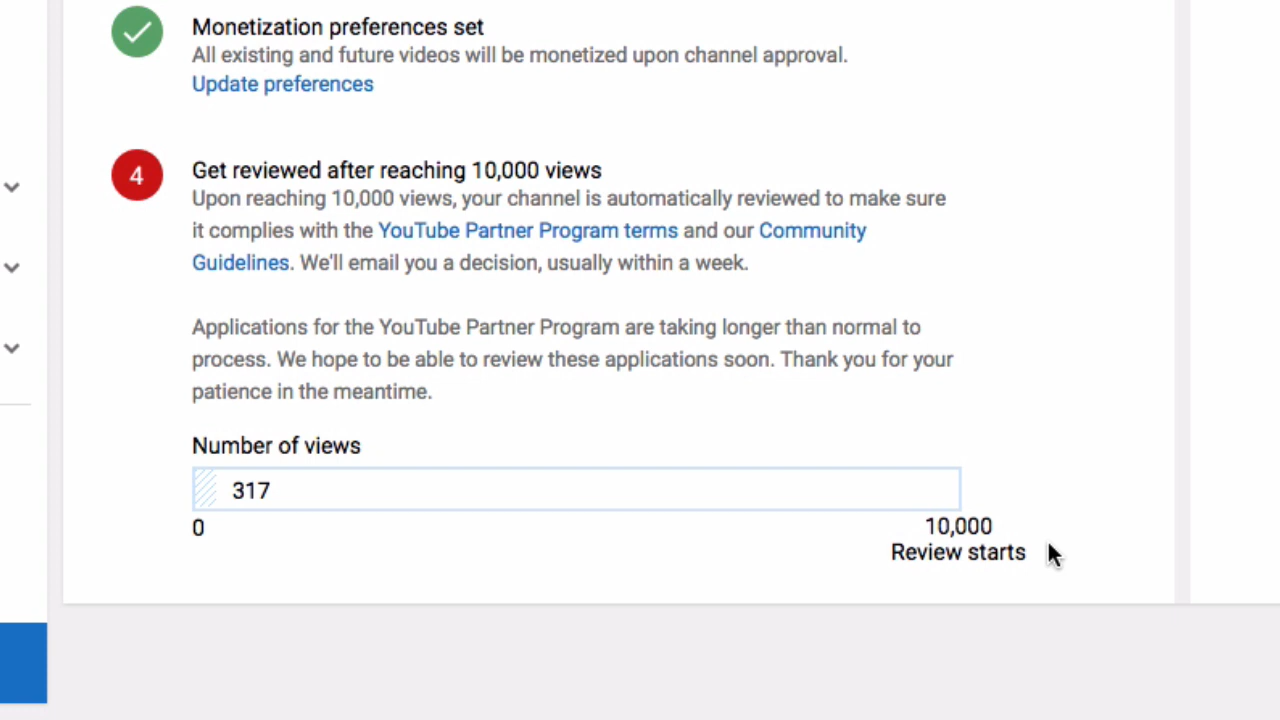 Monetization preferences set
All existing and future videos will be monetized upon channel approval.
Update preferences
4
Get reviewed after reaching 10,000 views
Upon reaching 10,000 views, your channel is automatically reviewed to make sure
it complies with the YouTube Partner Program terms and our Community
Guidelines. We'll email you a decision, usually within a week.
Applications for the YouTube Partner Program are taking longer than normal to
process. We hope to be able to review these applications soon. Thank you for your
patience in the meantime.
Number of views
317
0
10,000
Review starts